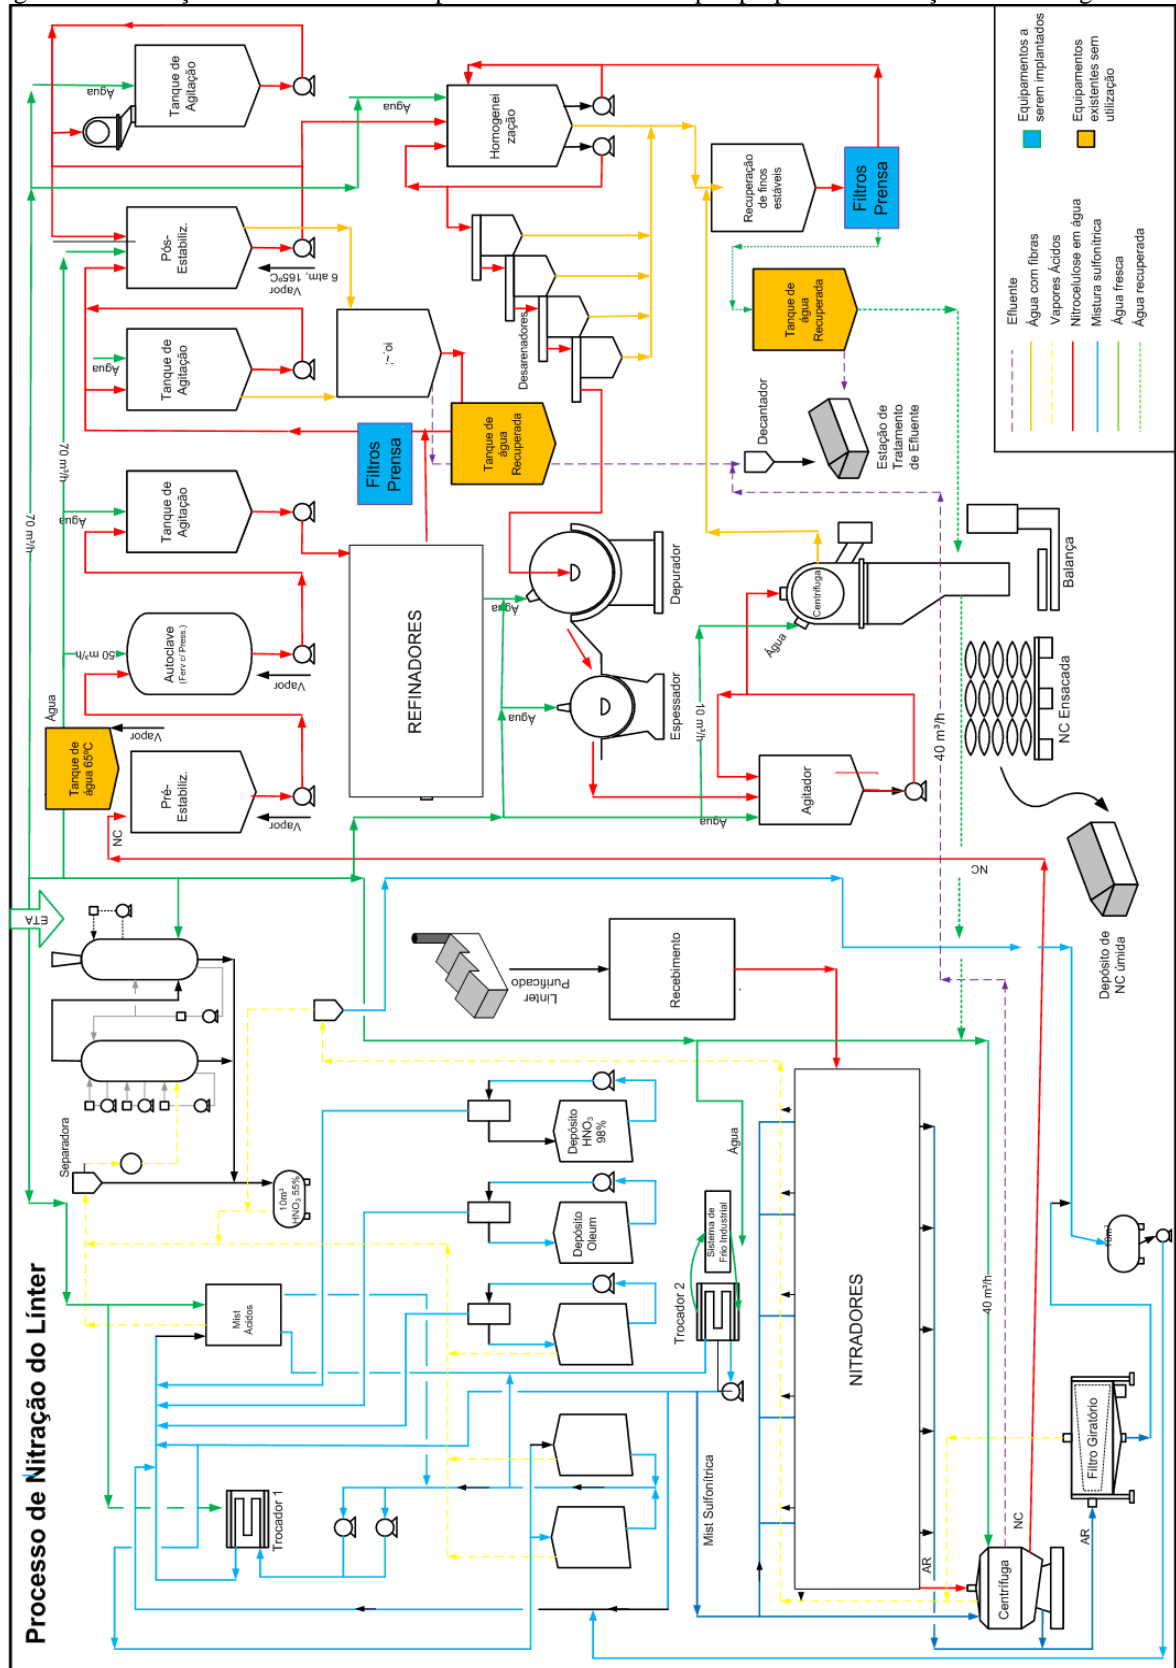 Processo de Nitração do Línter
ETA
Separadora
10m³
HNO₃ 55%
Mist
Ácidos
Trocador 1
Depósito
HNO₃
98%
Depósito
Oleum
Sistema de
Frio Industrial
Trocador 2
Água
Mist Sulfonítrica
Linter
Purificado
Recebimento
NITRADORES
AR
NC
Centrífuga
AR
Filtro Giratório
40 m³/h
40 m³/h
NC
NC
Tanque de
água 65ºC
Água
Vapor
Pré-
Estabiliz.
Vapor
Autoclave
(Ferv c/ Press.)
50 m³/h
Vapor
Tanque de
Agitação
Água
70 m³/h
70 m³/h
Tanque de
Agitação
Água
Pós-
Estabiliz.
Vapor
6 atm, 165ºC
Tanque de
Agitação
Água
REFINADORES
Filtros
Prensa
Tanque de
água
Recuperada
Homogenei
zação
Água
Desarenadores
Depurador
Água
Espessador
Água
Agitador
Água
10 m³/h
Centrífuga
Água
Recuperação
de finos
estáveis
Filtros
Prensa
Tanque de
água
Recuperada
Decantador
Estação de
Tratamento
de Efluente
Balança
NC Ensacada
Depósito de
NC úmida
Efluente
Água com fibras
Vapores Ácidos
Nitrocelulose em água
Mistura sulfonítrica
Água fresca
Água recuperada
Equipamentos a
serem implantados
Equipamentos
existentes sem
utilização